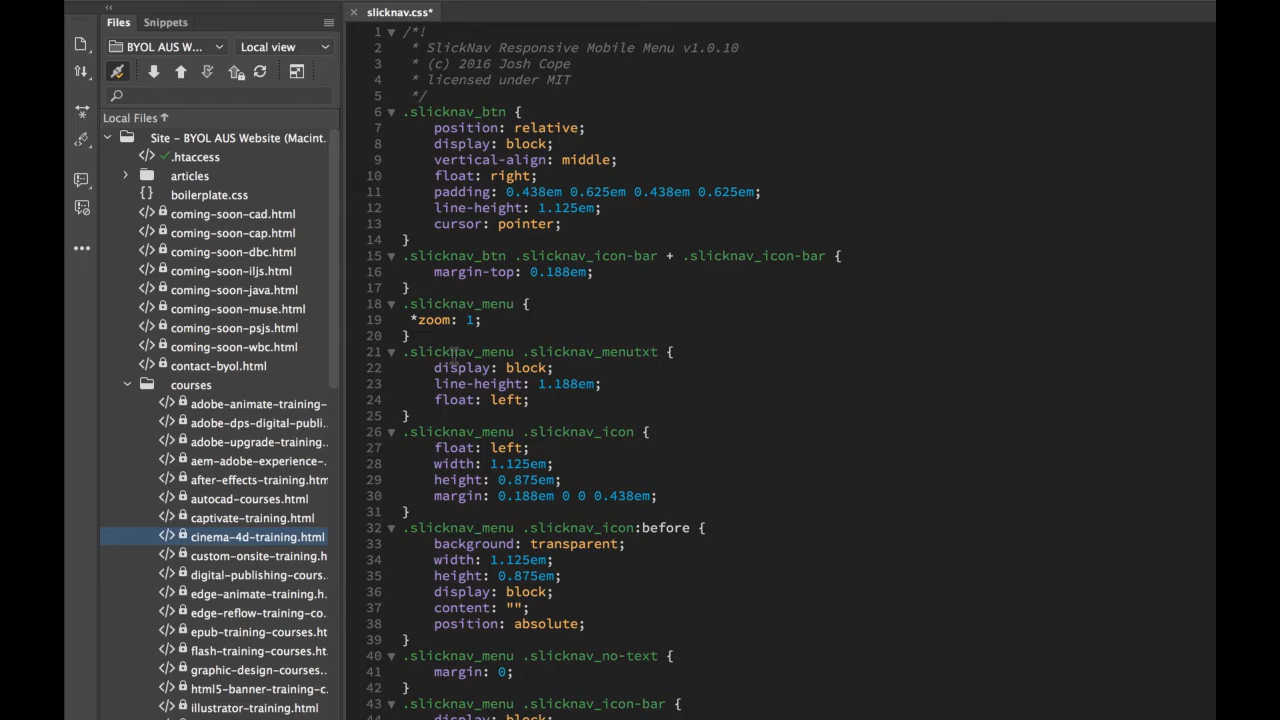 Files
Snippets
BYOL AUS W...
Local view
Local Files
Site – BYOL AUS Website (Macint.
.htaccess
articles
boilerplate.css
coming-soon-cad.html
coming-soon-cap.html
coming-soon-dbc.html
coming-soon-iljs.html
coming-soon-java.html
coming-soon-muse.html
coming-soon-psjs.html
coming-soon-wbc.html
contact-byol.html
courses
adobe-animate-training-
adobe-dps-digital-publi.
adobe-upgrade-training.
aem-adobe-experience-.
after-effects-training.htm
autocad-courses.html
captivate-training.html
cinema-4d-training.html
custom-onsite-training.h
digital-publishing-cours.
edge-animate-training.h.
edge-reflow-training-co.
epub-training-courses.ht
flash-training-courses.ht.
graphic-design-courses.
html5-banner-training-c.
illustrator-training.html
slicknav.css*
1 /*!
2 * SlickNav Responsive Mobile Menu v1.0.10
3 * (c) 2016 Josh Cope
4 * licensed under MIT
5 */
6 .slicknav_btn {
7 position: relative;
8 display: block;
9 vertical-align: middle;
10 float: right;
11 padding: 0.438em 0.625em 0.438em 0.625em;
12 line-height: 1.125em;
13 cursor: pointer;
14 }
15 .slicknav_btn .slicknav_icon-bar + .slicknav_icon-bar {
16 margin-top: 0.188em;
17 }
18 .slicknav_menu {
19 *zoom: 1;
20 }
21 .slicknav_menu .slicknav_menutxt {
22 display: block;
23 line-height: 1.188em;
24 float: left;
25 }
26 .slicknav_menu .slicknav_icon {
27 float: left;
28 width: 1.125em;
29 height: 0.875em;
30 margin: 0.188em 0 0 0.438em;
31 }
32 .slicknav_menu .slicknav_icon:before {
33 background: transparent;
34 width: 1.125em;
35 height: 0.875em;
36 display: block;
37 content: "";
38 position: absolute;
39 }
40 .slicknav_menu .slicknav_no-text {
41 margin: 0;
42 }
43 .slicknav_menu .slicknav_icon-bar {
44 display: block;